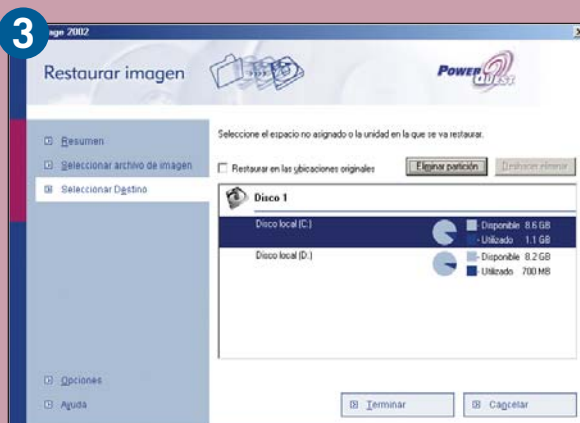 3
age 2002
Restaurar imagen
POWERQUEST
Resumen
Seleccionar archivo de imagen
Seleccionar Destino
Seleccione el espacio no asignado o la unidad en la que se va restaurar.
Restaurar en las ubicaciones originales
Eliminar partición
Deshacer eliminar
Disco 1
Disco local (C:)
- Disponible 8.6 GB
- Utilizado 1.1 GB
Disco local (D:)
- Disponible 8.2 GB
- Utilizado 700 MB
Opciones
Ayuda
Terminar
Cancelar